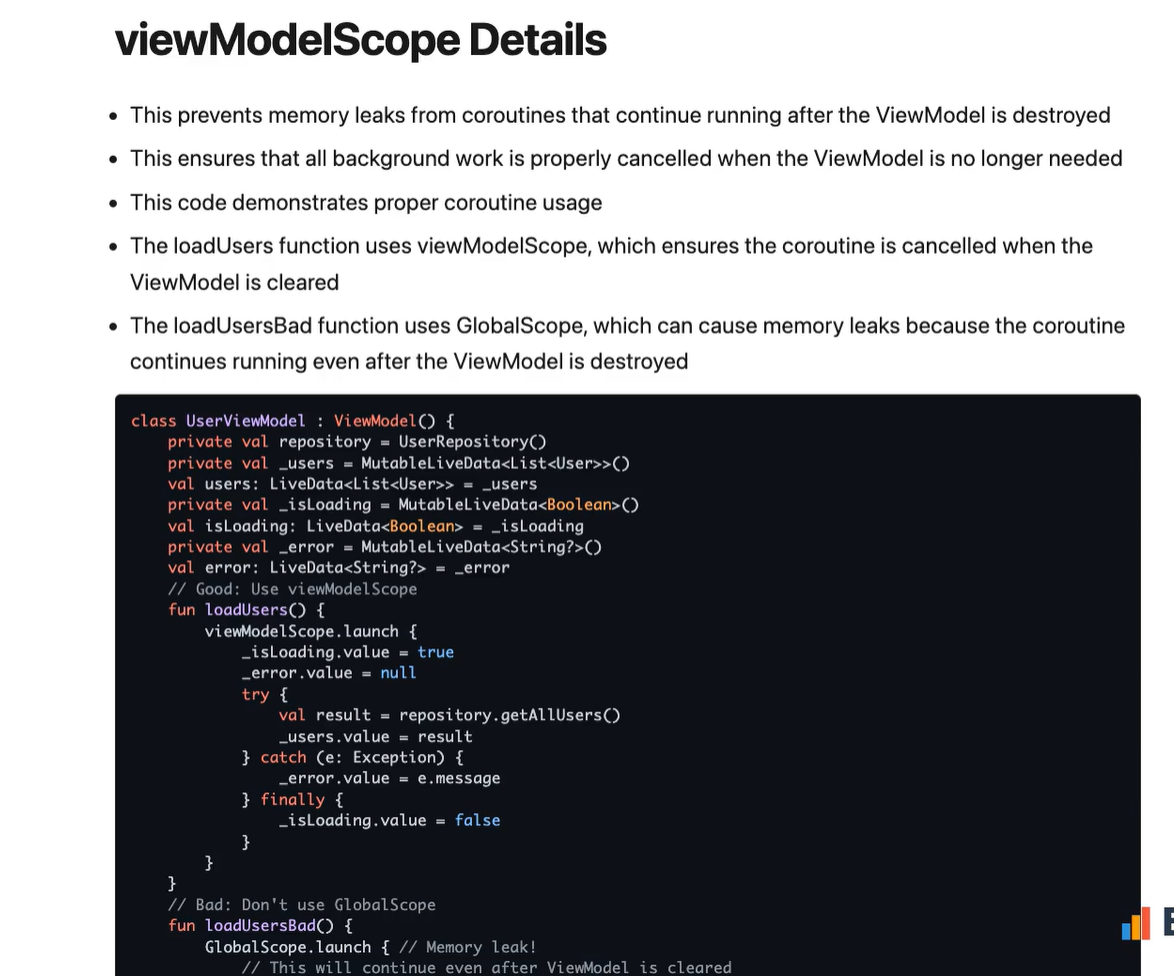 viewModelScope Details
• This prevents memory leaks from coroutines that continue running after the ViewModel is destroyed
• This ensures that all background work is properly cancelled when the ViewModel is no longer needed
• This code demonstrates proper coroutine usage
• The loadUsers function uses viewModelScope, which ensures the coroutine is cancelled when the
ViewModel is cleared
• The loadUsersBad function uses GlobalScope, which can cause memory leaks because the coroutine
continues running even after the ViewModel is destroyed
class UserViewModel : ViewModel() {
    private val repository = UserRepository()
    private val _users = MutableLiveData<List<User>>()
    val users: LiveData<List<User>> = _users
    private val _isLoading = MutableLiveData<Boolean>()
    val isLoading: LiveData<Boolean> = _isLoading
    private val _error = MutableLiveData<String?>()
    val error: LiveData<String?> = _error
    // Good: Use viewModelScope
    fun loadUsers() {
        viewModelScope.launch {
            _isLoading.value = true
            _error.value = null
            try {
                val result = repository.getAllUsers()
                _users.value = result
            } catch (e: Exception) {
                _error.value = e.message
            } finally {
                _isLoading.value = false
            }
        }
    }
    // Bad: Don't use GlobalScope
    fun loadUsersBad() {
        GlobalScope.launch { // Memory leak!
            // This will continue even after ViewModel is cleared